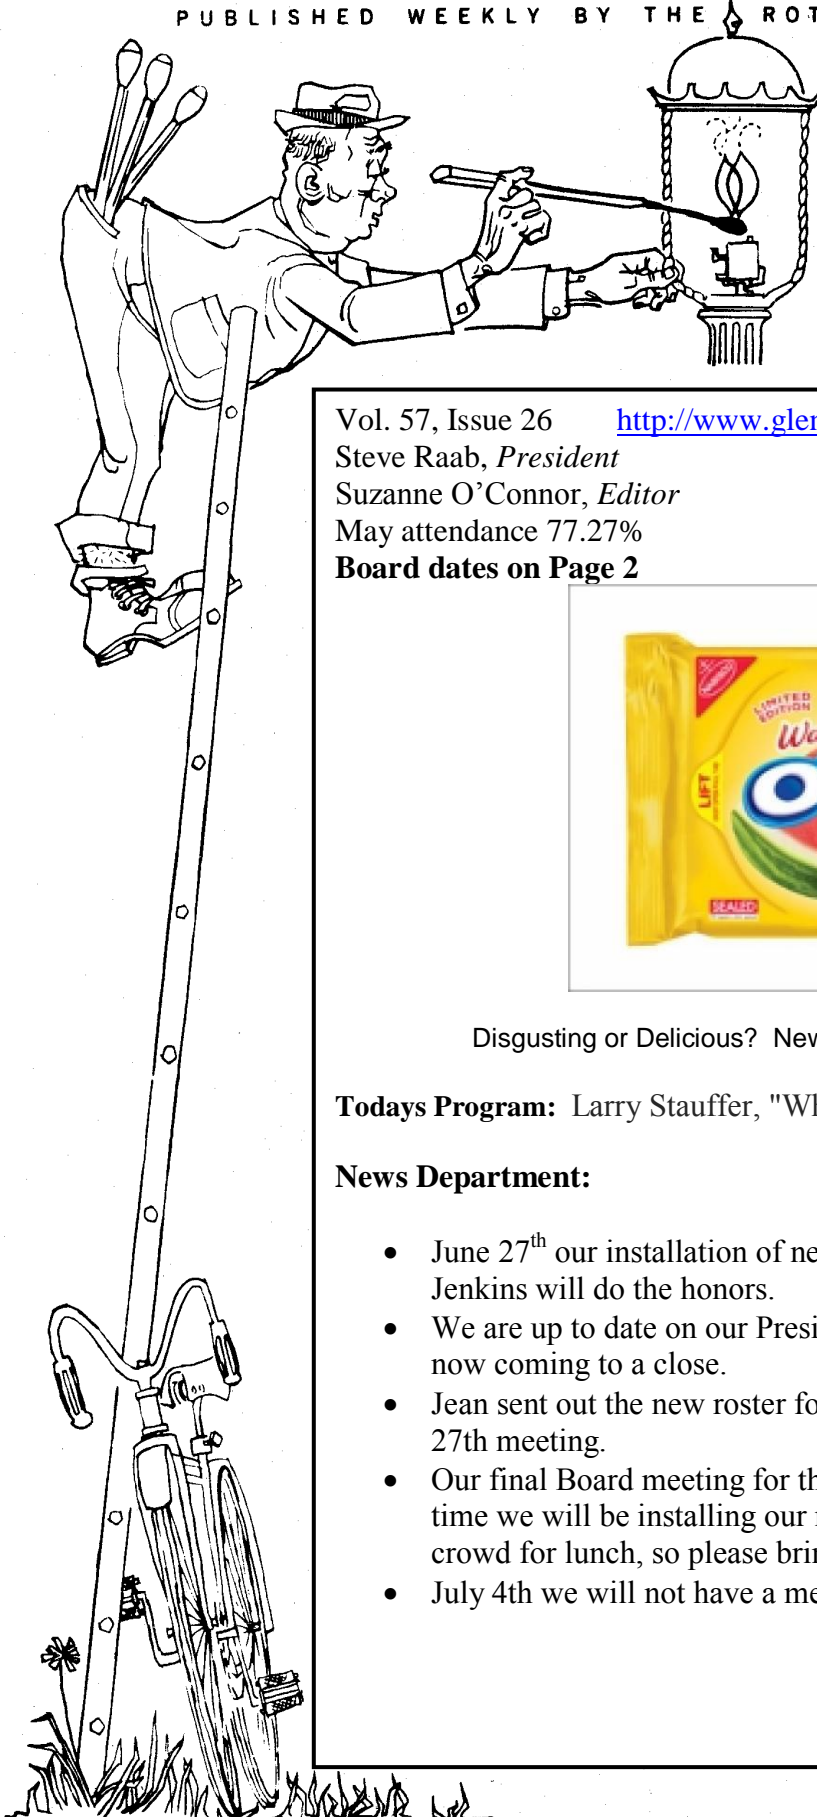 PUBLISHED WEEKLY BY THE ROT
Vol. 57, Issue 26 http://www.gler
Steve Raab, President
Suzanne O’Connor, Editor
May attendance 77.27%
Board dates on Page 2
NABISCO
LIMITED
EDITION
Wa
O
LIFT
SEALED
Disgusting or Delicious? New
Todays Program: Larry Stauffer, "Wh
News Department:
• June 27th our installation of ne
Jenkins will do the honors.
• We are up to date on our Presi
now coming to a close.
• Jean sent out the new roster fo
27th meeting.
• Our final Board meeting for th
time we will be installing our
crowd for lunch, so please brin
• July 4th we will not have a me